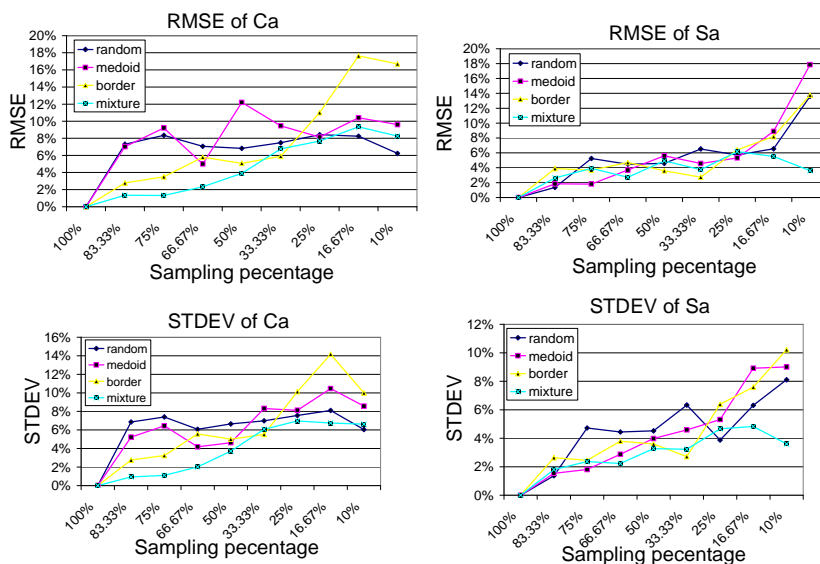 RMSE of Ca
20%
18%
16%
14%
12%
10%
8%
6%
4%
2%
0%
RMSE
random
medoid
border
mixture
100%
83.33%
75%
66.67%
50%
33.33%
25%
16.67%
10%
Sampling pecentage
RMSE of Sa
20%
18%
16%
14%
12%
10%
8%
6%
4%
2%
0%
RMSE
random
medoid
border
mixture
100%
83.33%
75%
66.67%
50%
33.33%
25%
16.67%
10%
Sampling pecentage
STDEV of Ca
16%
14%
12%
10%
8%
6%
4%
2%
0%
STDEV
random
medoid
border
mixture
100%
83.33%
75%
66.67%
50%
33.33%
25%
16.67%
10%
Sampling percentage
STDEV of Sa
12%
10%
8%
6%
4%
2%
0%
STDEV
random
medoid
border
mixture
100%
83.33%
75%
66.67%
50%
33.33%
25%
16.67%
10%
Sampling percentage